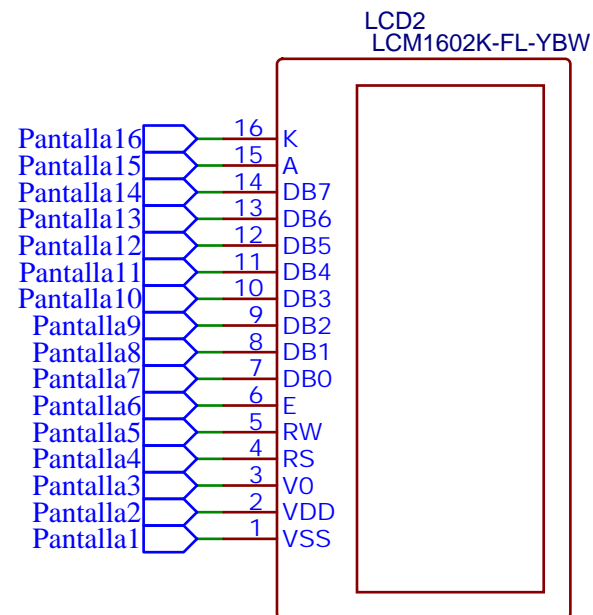 LCD2
LCM1602K-FL-YBW
Pantalla16 16 K
Pantalla15 15 A
Pantalla14 14 DB7
Pantalla13 13 DB6
Pantalla12 12 DB5
Pantalla11 11 DB4
Pantalla10 10 DB3
Pantalla9 9 DB2
Pantalla8 8 DB1
Pantalla7 7 DB0
Pantalla6 6 E
Pantalla5 5 RW
Pantalla4 4 RS
Pantalla3 3 V0
Pantalla2 2 VDD
Pantalla1 1 VSS